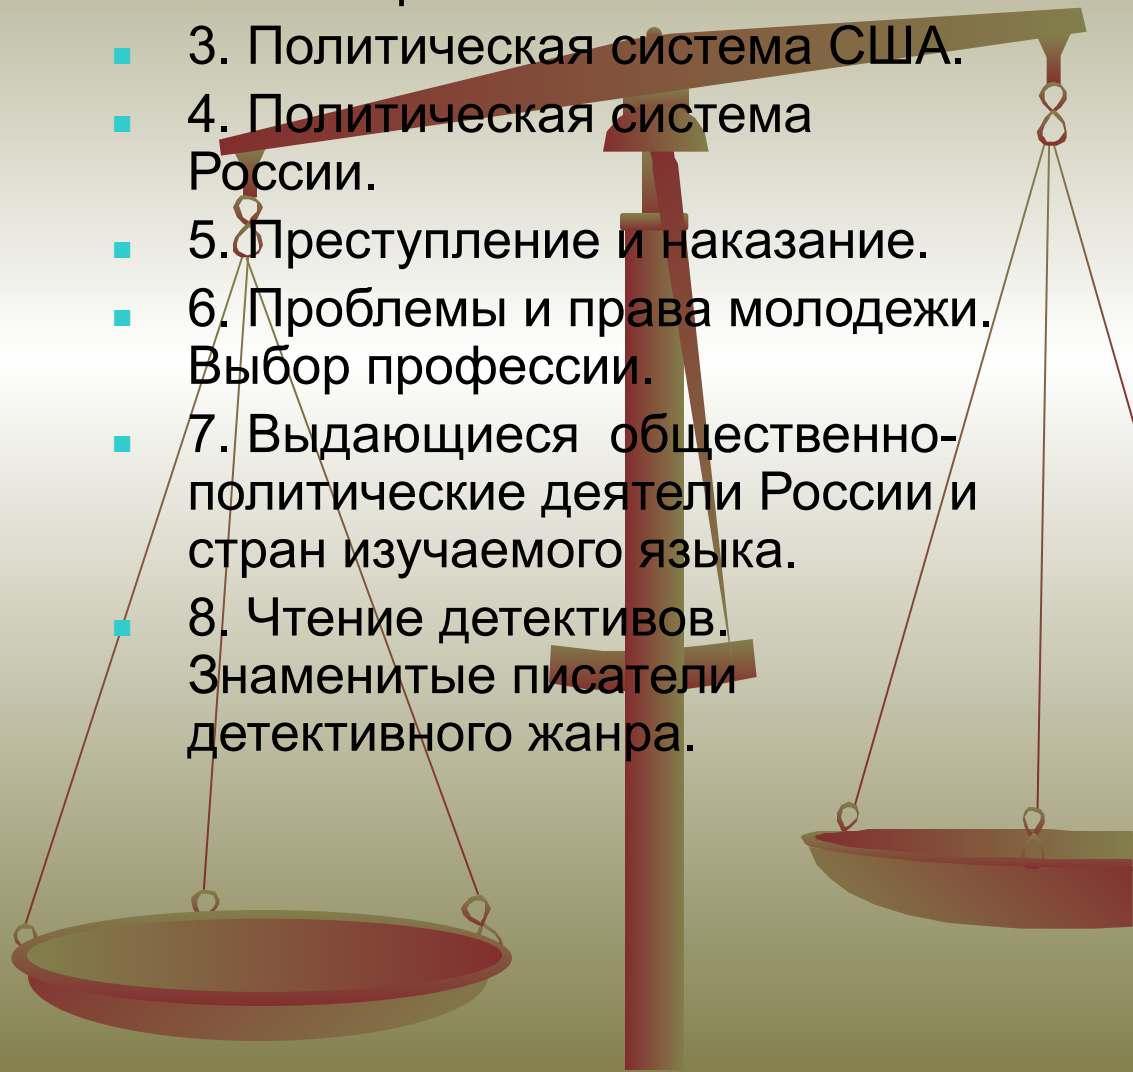 3. Политическая система США.
4. Политическая система
России.
5. Преступление и наказание.
6. Проблемы и права молодежи.
Выбор профессии.
7. Выдающиеся  общественно-
политические деятели России и
стран изучаемого языка.
8. Чтение детективов.
Знаменитые писатели
детективного жанра.